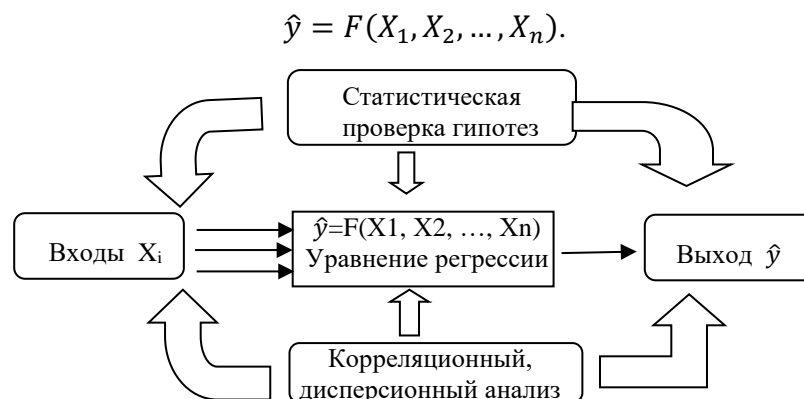 ŷ = F(X₁, X₂, …, Xₙ).
Статистическая
проверка гипотез
Входы Xᵢ
ŷ=F(X1, X2, …, Xn)
Уравнение регрессии
Выход ŷ
Корреляционный,
дисперсионный анализ